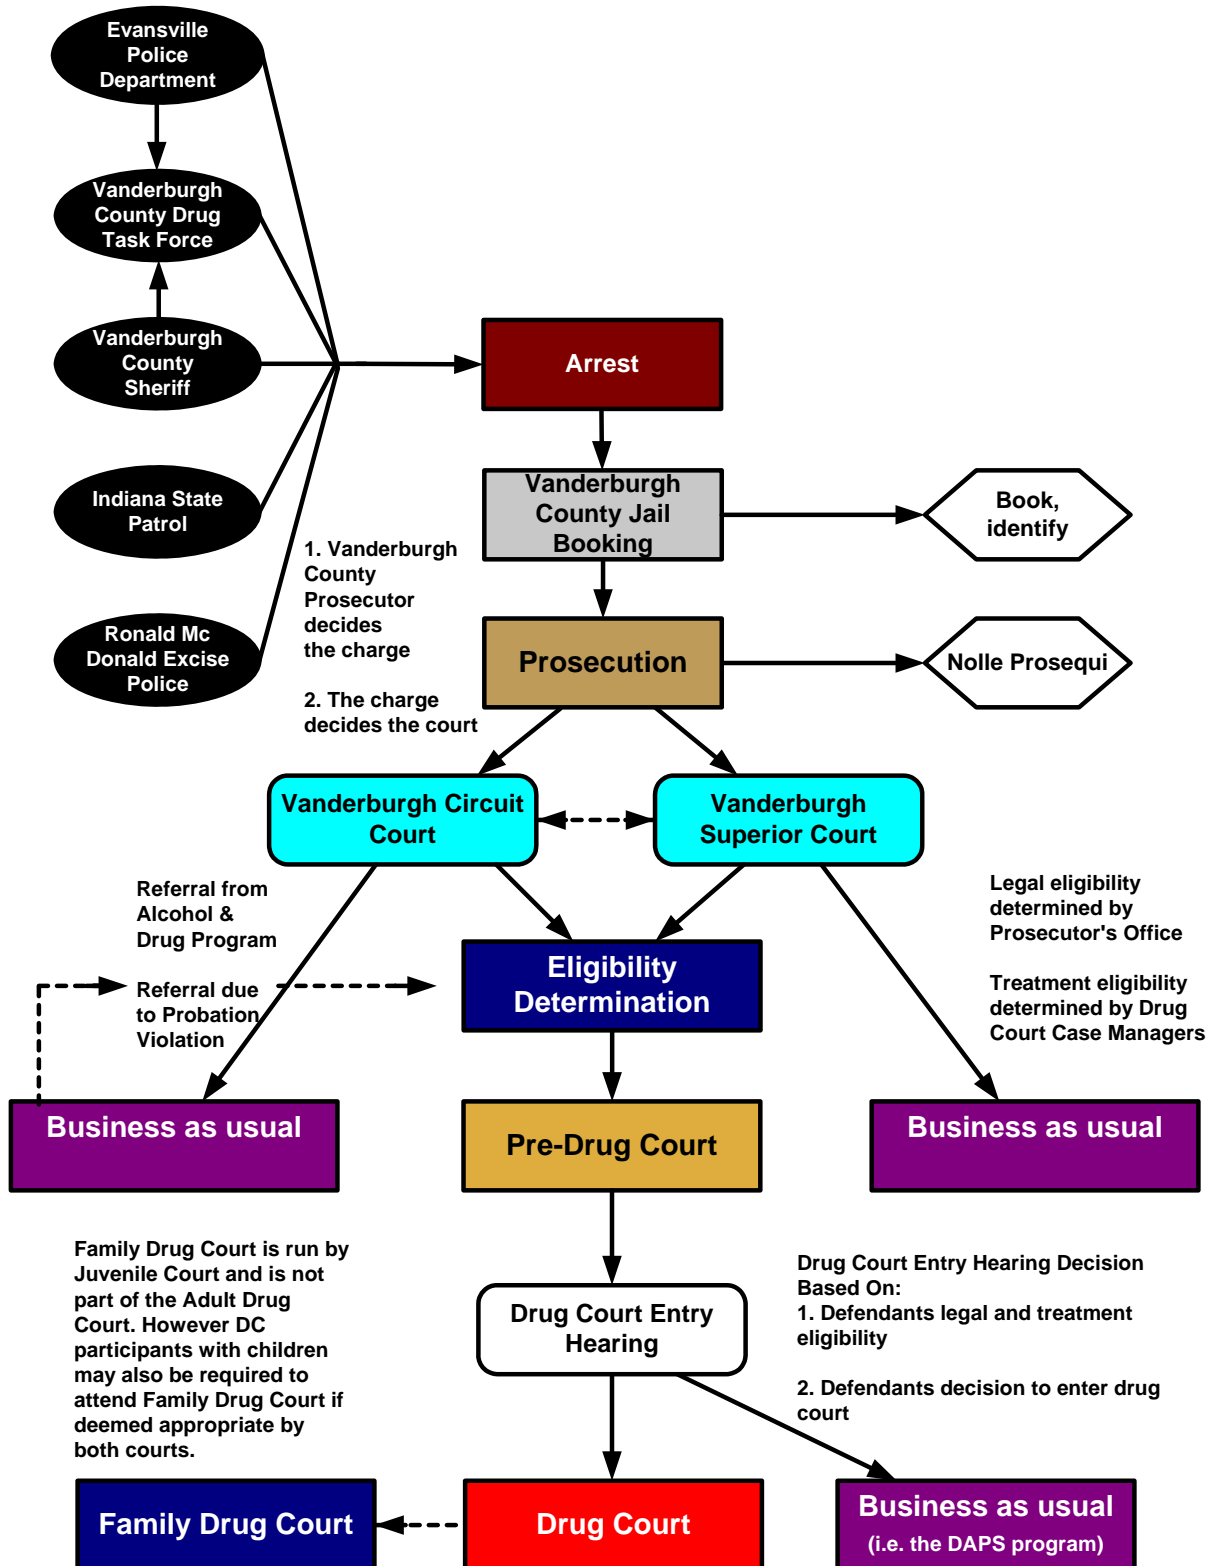 Evansville
Police
Department
Vanderburgh
County Drug
Task Force
Vanderburgh
County
Sheriff
Arrest
Indiana State
Patrol
Vanderburgh
County Jail
Booking
Book,
identify
1. Vanderburgh
County
Prosecutor
decides
the charge
2. The charge
decides the court
Ronald Mc
Donald Excise
Police
Prosecution
Nolle Prosequi
Vanderburgh Circuit
Court
Vanderburgh
Superior Court
Referral from
Alcohol &
Drug Program
Referral due
to Probation
Violation
Eligibility
Determination
Legal eligibility
determined by
Prosecutor's Office
Treatment eligibility
determined by Drug
Court Case Managers
Business as usual
Pre-Drug Court
Business as usual
Family Drug Court is run by
Juvenile Court and is not
part of the Adult Drug
Court. However DC
participants with children
may also be required to
attend Family Drug Court if
deemed appropriate by
both courts.
Drug Court Entry
Hearing
Drug Court Entry Hearing Decision
Based On:
1. Defendants legal and treatment
eligibility
2. Defendants decision to enter drug
court
Family Drug Court
Drug Court
Business as usual
(i.e. the DAPS program)